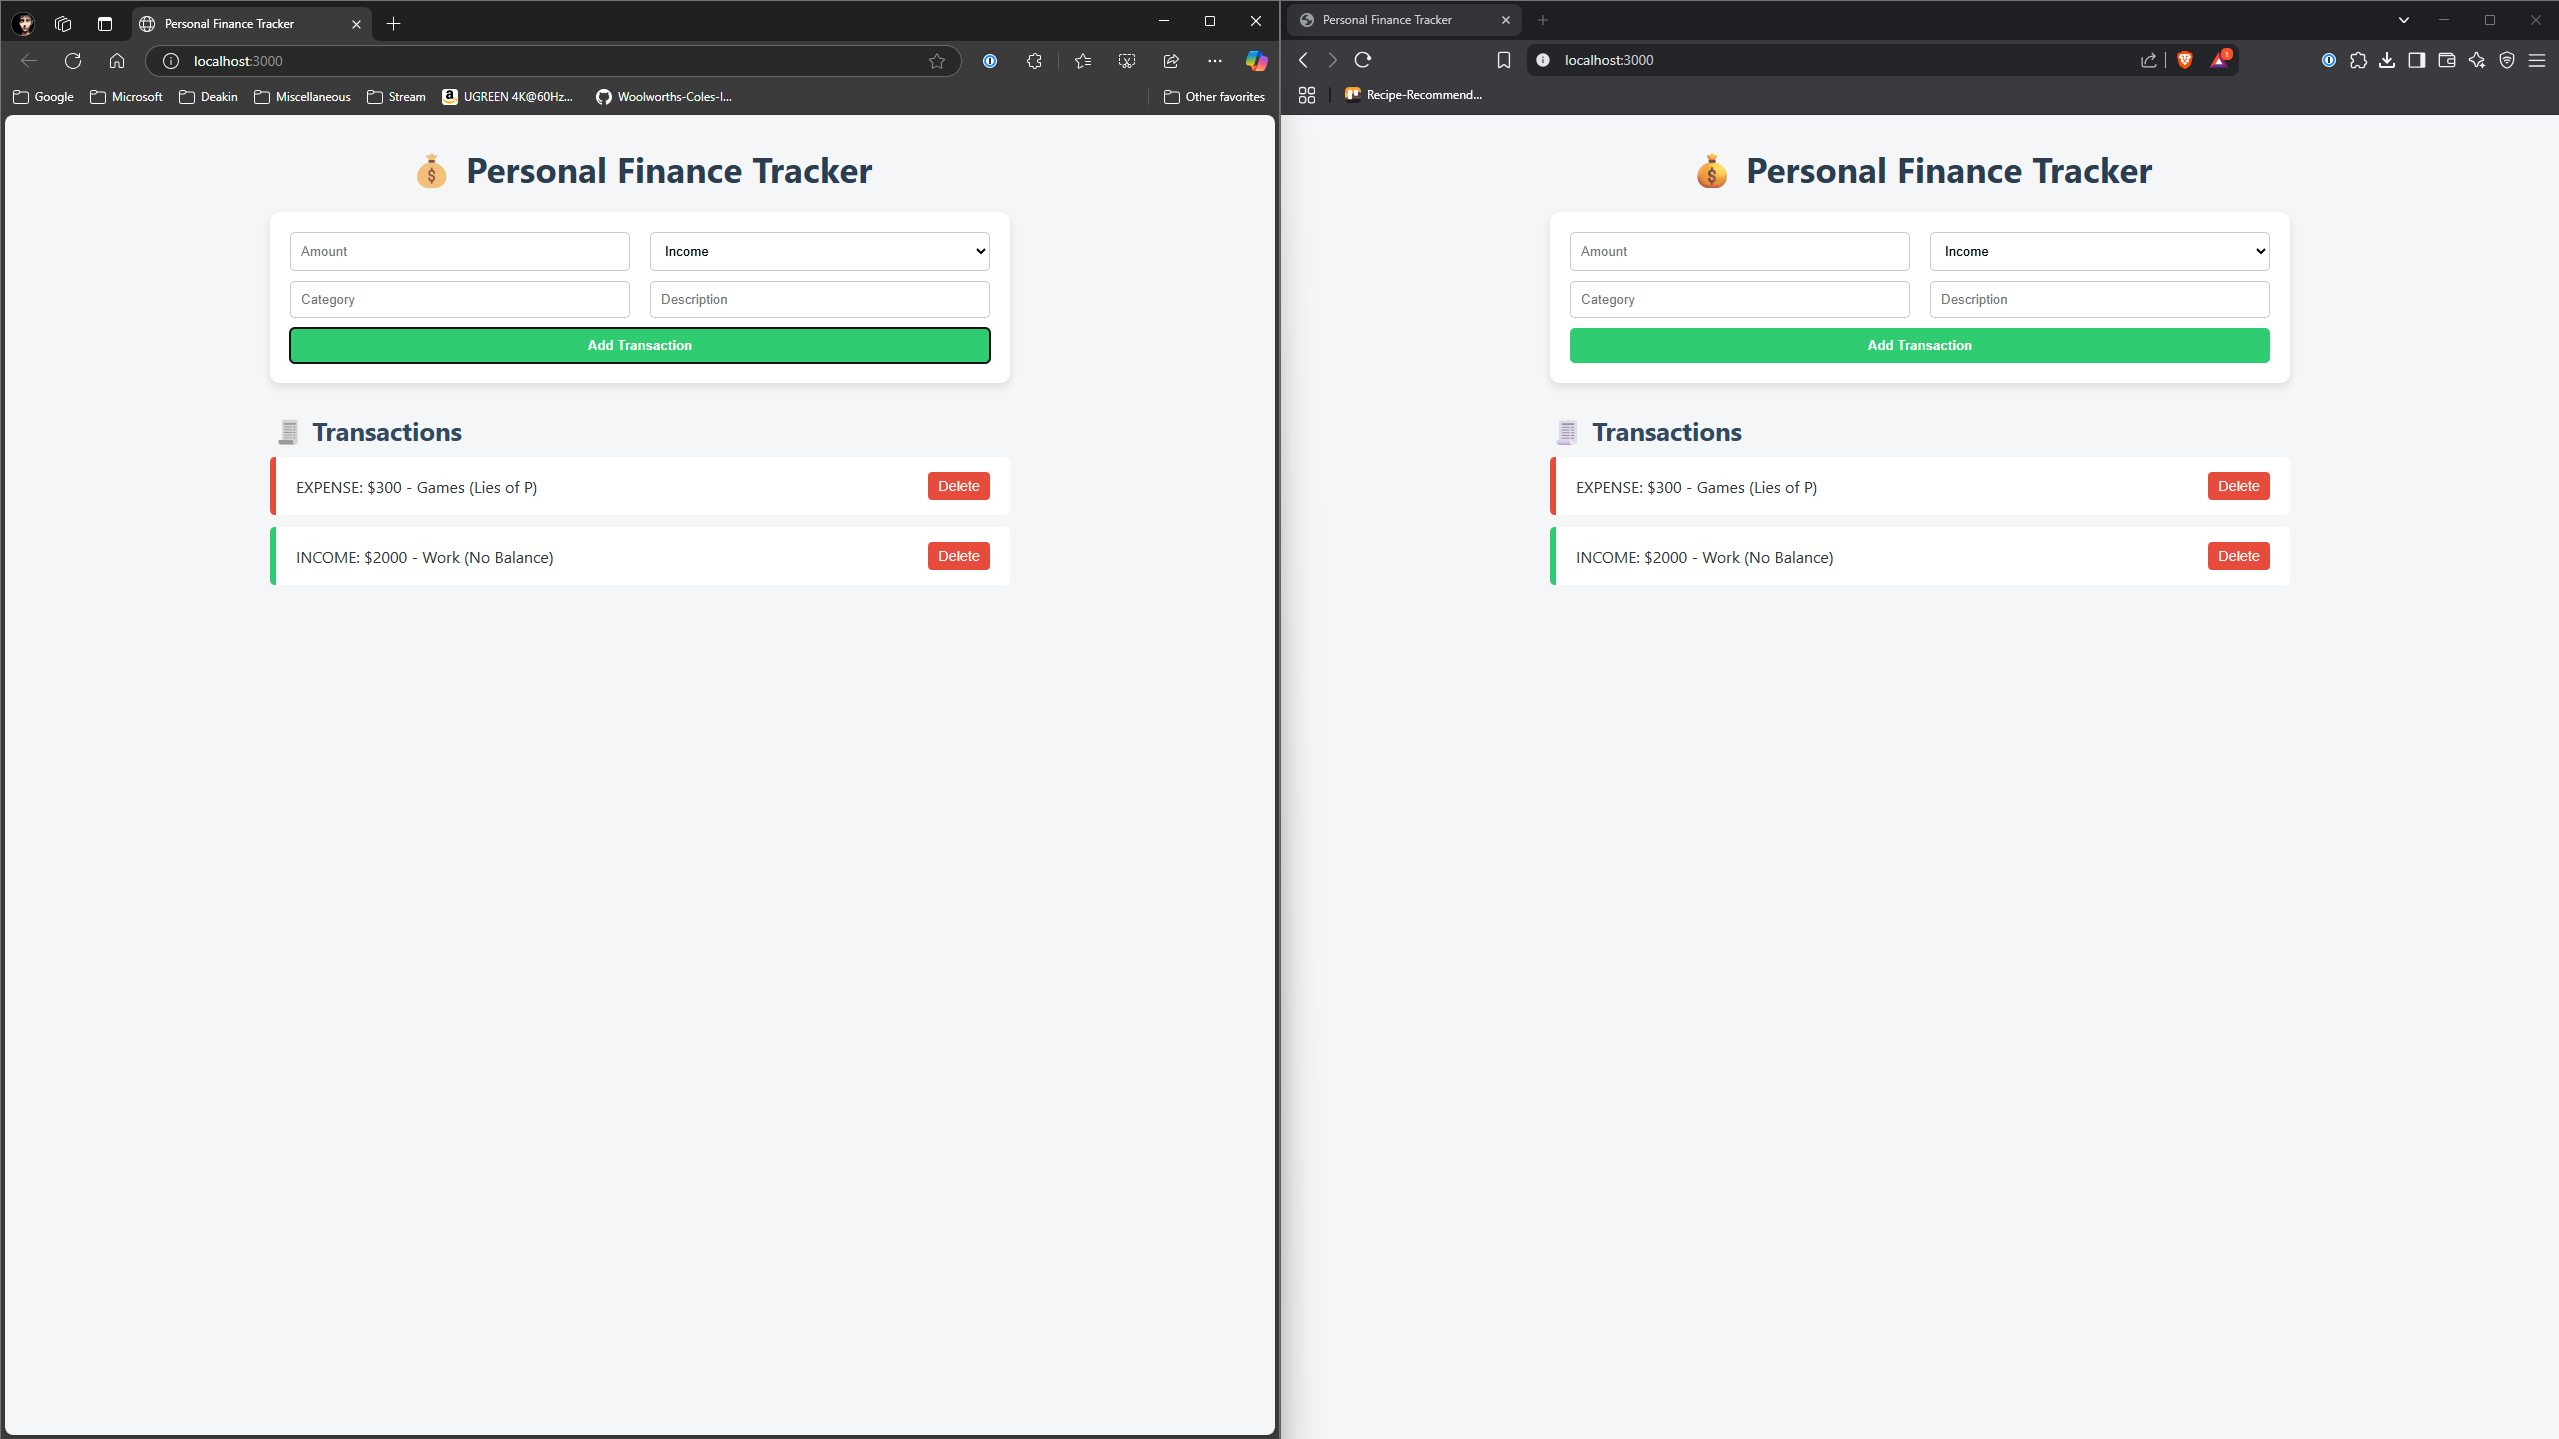 Personal Finance Tracker
localhost:3000
Google Microsoft Deakin Miscellaneous Stream UGREEN 4K@60Hz... Woolworths-Coles-I... Other favorites
💰 Personal Finance Tracker
Amount Income
Category Description
Add Transaction
Transactions
EXPENSE: $300 - Games (Lies of P) Delete
INCOME: $2000 - Work (No Balance) Delete
Personal Finance Tracker
localhost:3000 1
Recipe-Recommend...
💰 Personal Finance Tracker
Amount Income
Category Description
Add Transaction
Transactions
EXPENSE: $300 - Games (Lies of P) Delete
INCOME: $2000 - Work (No Balance) Delete